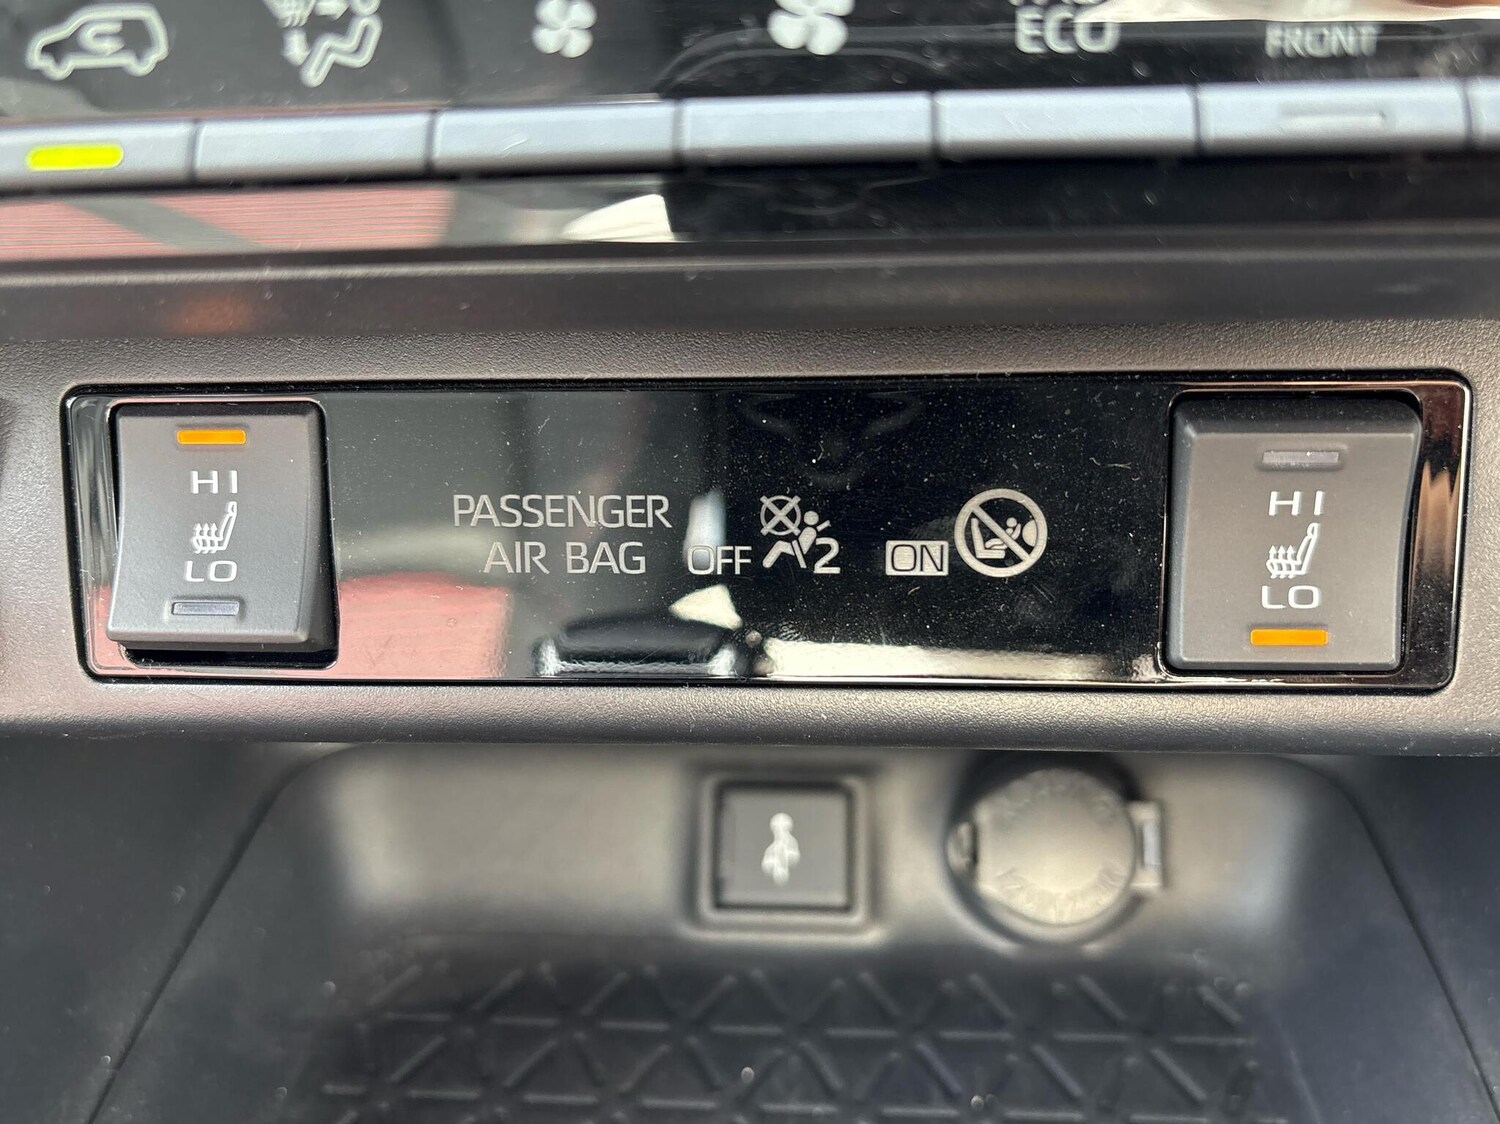 ECO
FRONT
HI
LO
PASSENGER
AIR BAG
OFF
2
ON
HI
LO